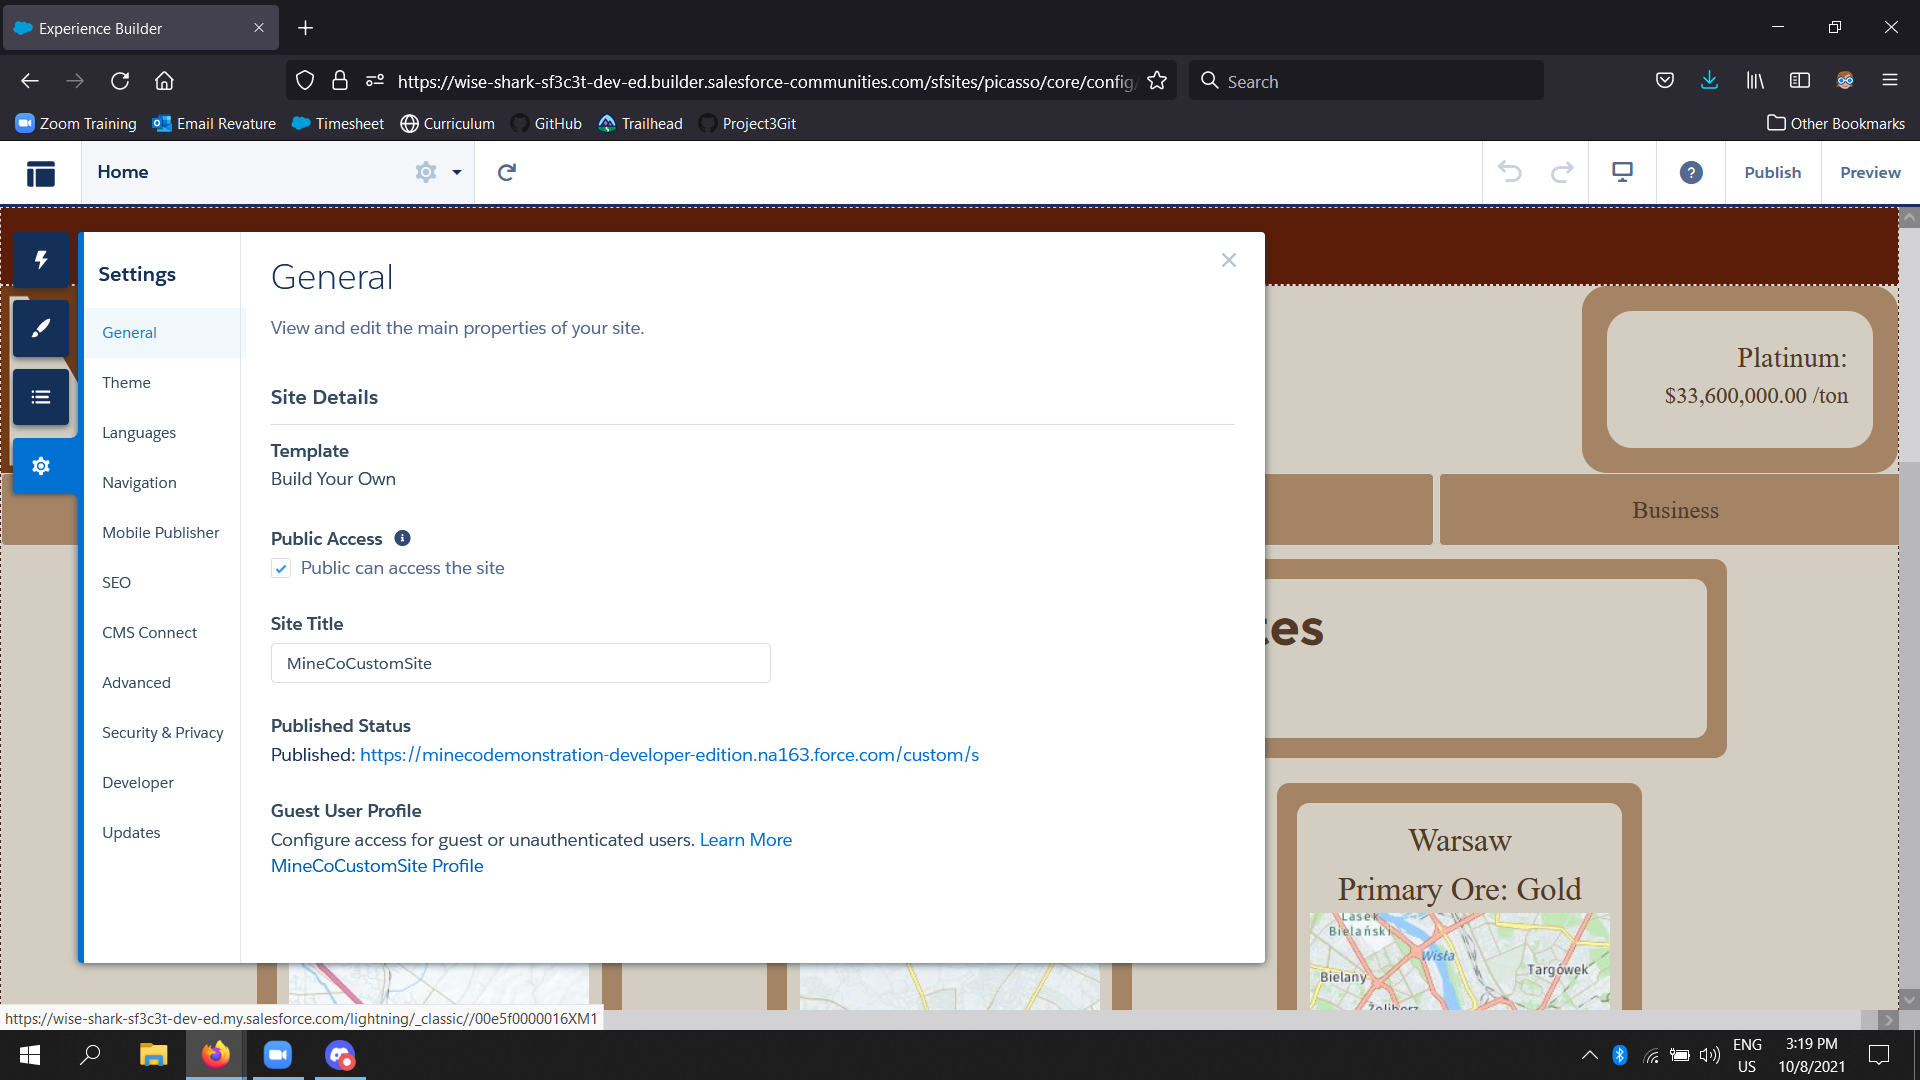 Experience Builder
https://wise-shark-sf3c3t-dev-ed.builder.salesforce-communities.com/sfsites/picasso/core/config/
Search
Zoom Training
Email Revature
Timesheet
Curriculum
GitHub
Trailhead
Project3Git
Other Bookmarks
Home
?
Publish
Preview
Settings
General
Theme
Languages
Navigation
Mobile Publisher
SEO
CMS Connect
Advanced
Security & Privacy
Developer
Updates
General
View and edit the main properties of your site.
Site Details
Template
Build Your Own
Public Access
Public can access the site
Site Title
MineCoCustomSite
Published Status
Published: https://minecodemonstration-developer-edition.na163.force.com/custom/s
Guest User Profile
Configure access for guest or unauthenticated users. Learn More
MineCoCustomSite Profile
Platinum:
$33,600,000.00 /ton
Business
tes
Warsaw
Primary Ore: Gold
Lasek
Bielański
Wisła
Bielany
Targówek
Żoliborz
https://wise-shark-sf3c3t-dev-ed.my.salesforce.com/lightning/_classic//00e5f0000016XM1
ENG
US
3:19 PM
10/8/2021